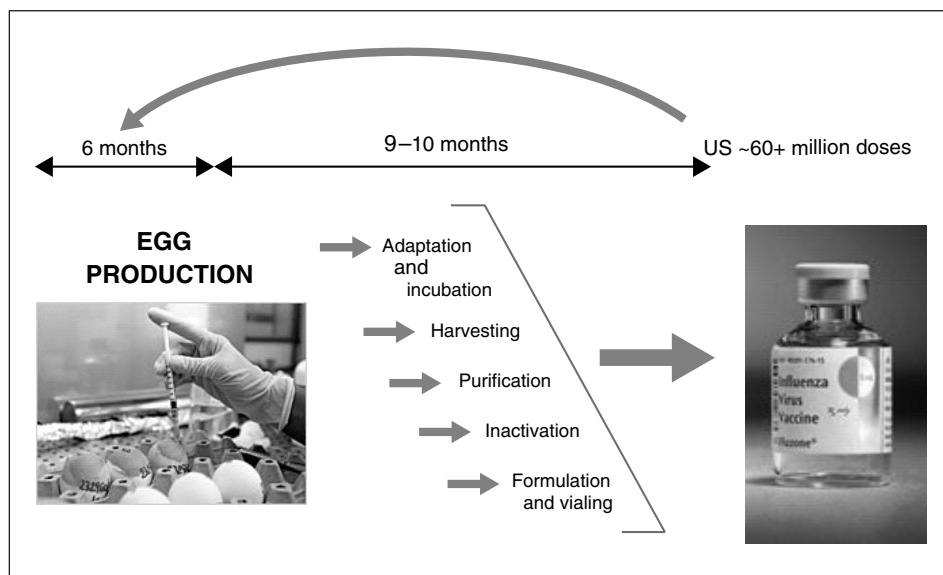 6 months
9–10 months
US ~60+ million doses
EGG
PRODUCTION
Adaptation
and
incubation
Harvesting
Purification
Inactivation
Formulation
and vialing
Influenza
Virus
Vaccine
Fluzone®